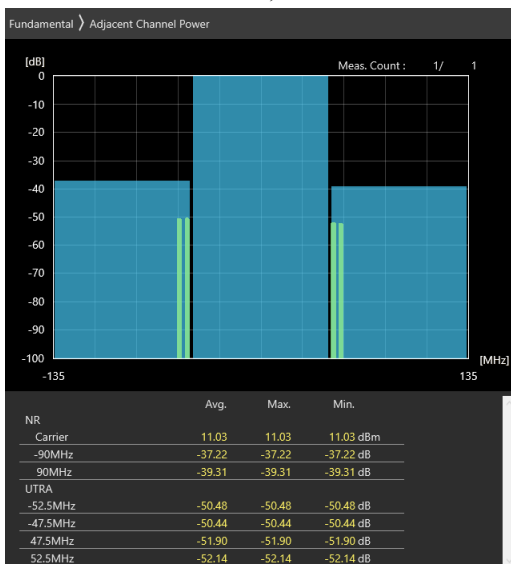 Fundamental 〉 Adjacent Channel Power
[dB]
Meas. Count : 1/ 1
0
-10
-20
-30
-40
-50
-60
-70
-80
-90
-100
[MHz]
-135 135
Avg. Max. Min.
NR
Carrier 11.03 11.03 11.03 dBm
-90MHz -37.22 -37.22 -37.22 dB
90MHz -39.31 -39.31 -39.31 dB
UTRA
-52.5MHz -50.48 -50.48 -50.48 dB
-47.5MHz -50.44 -50.44 -50.44 dB
47.5MHz -51.90 -51.90 -51.90 dB
52.5MHz -52.14 -52.14 -52.14 dB